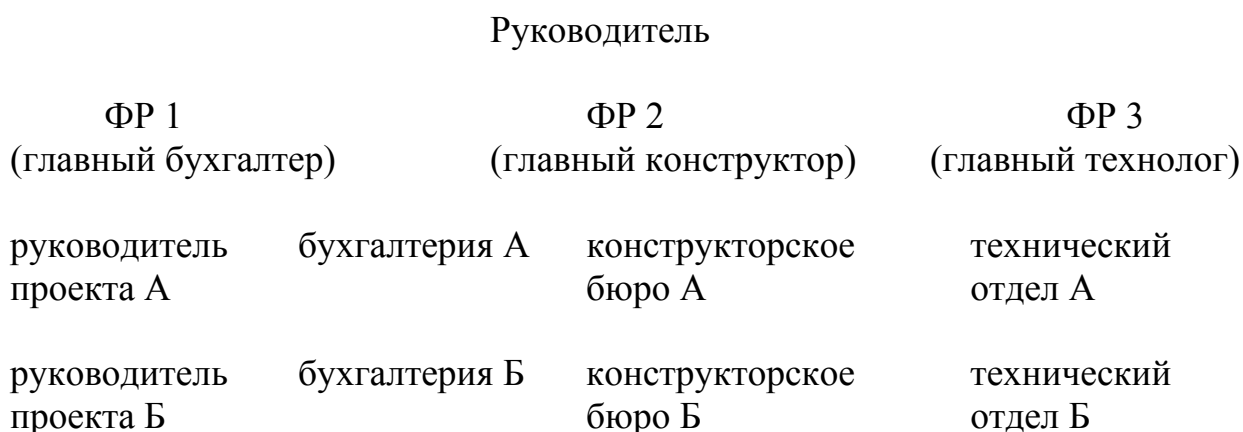 Руководитель
ФР 1 ФР 2 ФР 3
(главный бухгалтер) (главный конструктор) (главный технолог)
руководитель бухгалтерия А конструкторское технический
проекта А бюро А отдел А
руководитель бухгалтерия Б конструкторское технический
проекта Б бюро Б отдел Б